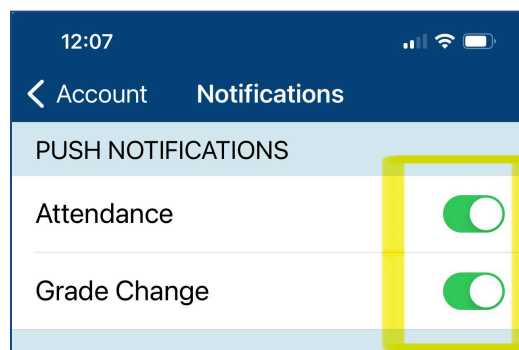 12:07
Account Notifications
PUSH NOTIFICATIONS
Attendance
Grade Change